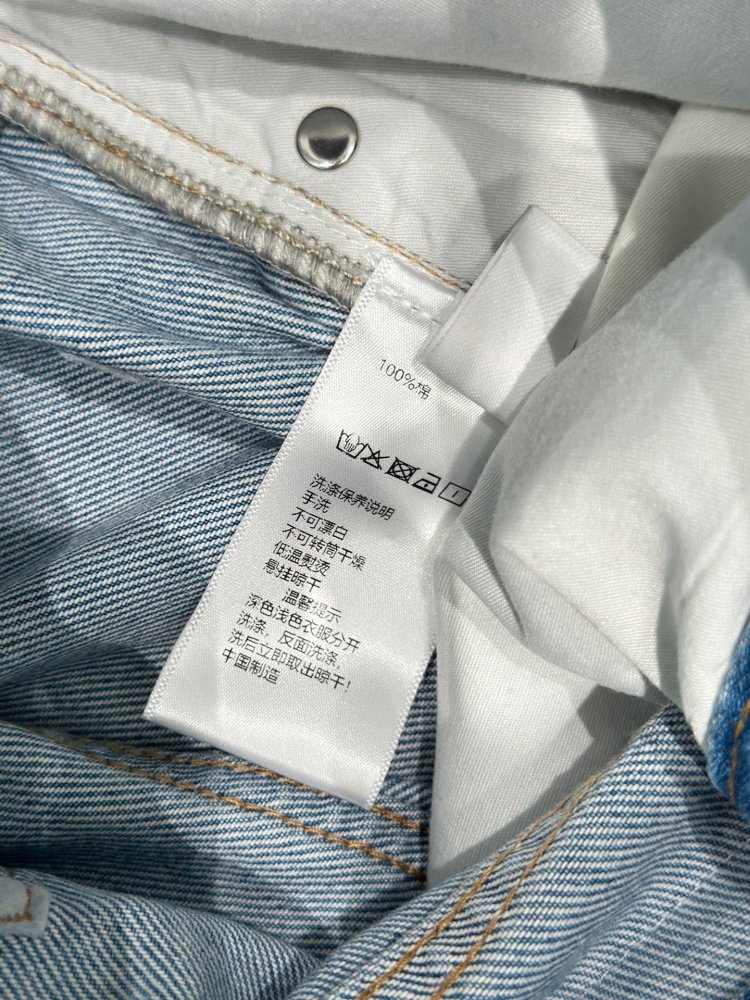 100%棉
洗涤保养说明
手洗
不可漂白
不可转筒干燥
低温熨烫
悬挂晾干
温馨提示
深色浅色衣服分开
洗涤，反面洗涤，
洗后立即取出晾干！
中国制造